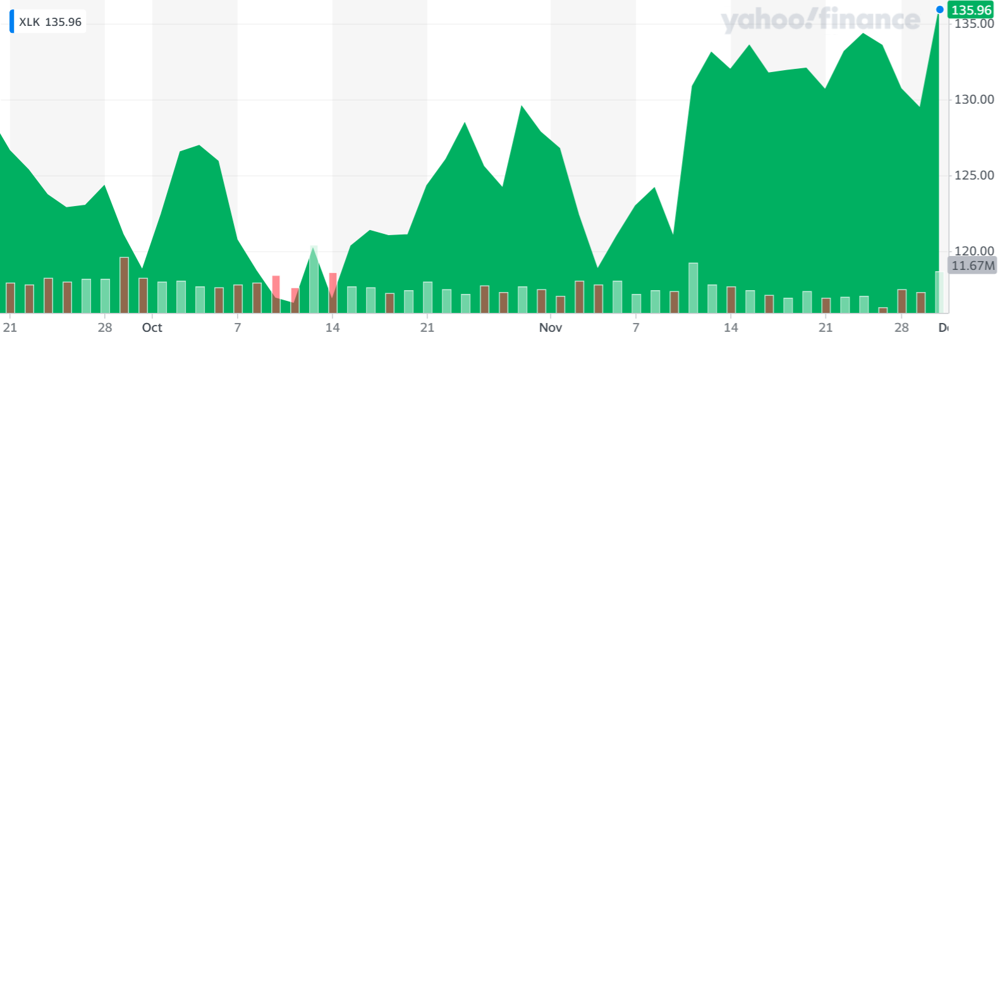 yahoo!finance
XLK 135.96
135.96
135.00
130.00
125.00
120.00
11.67M
21 28 Oct 7 14 21 Nov 7 14 21 28